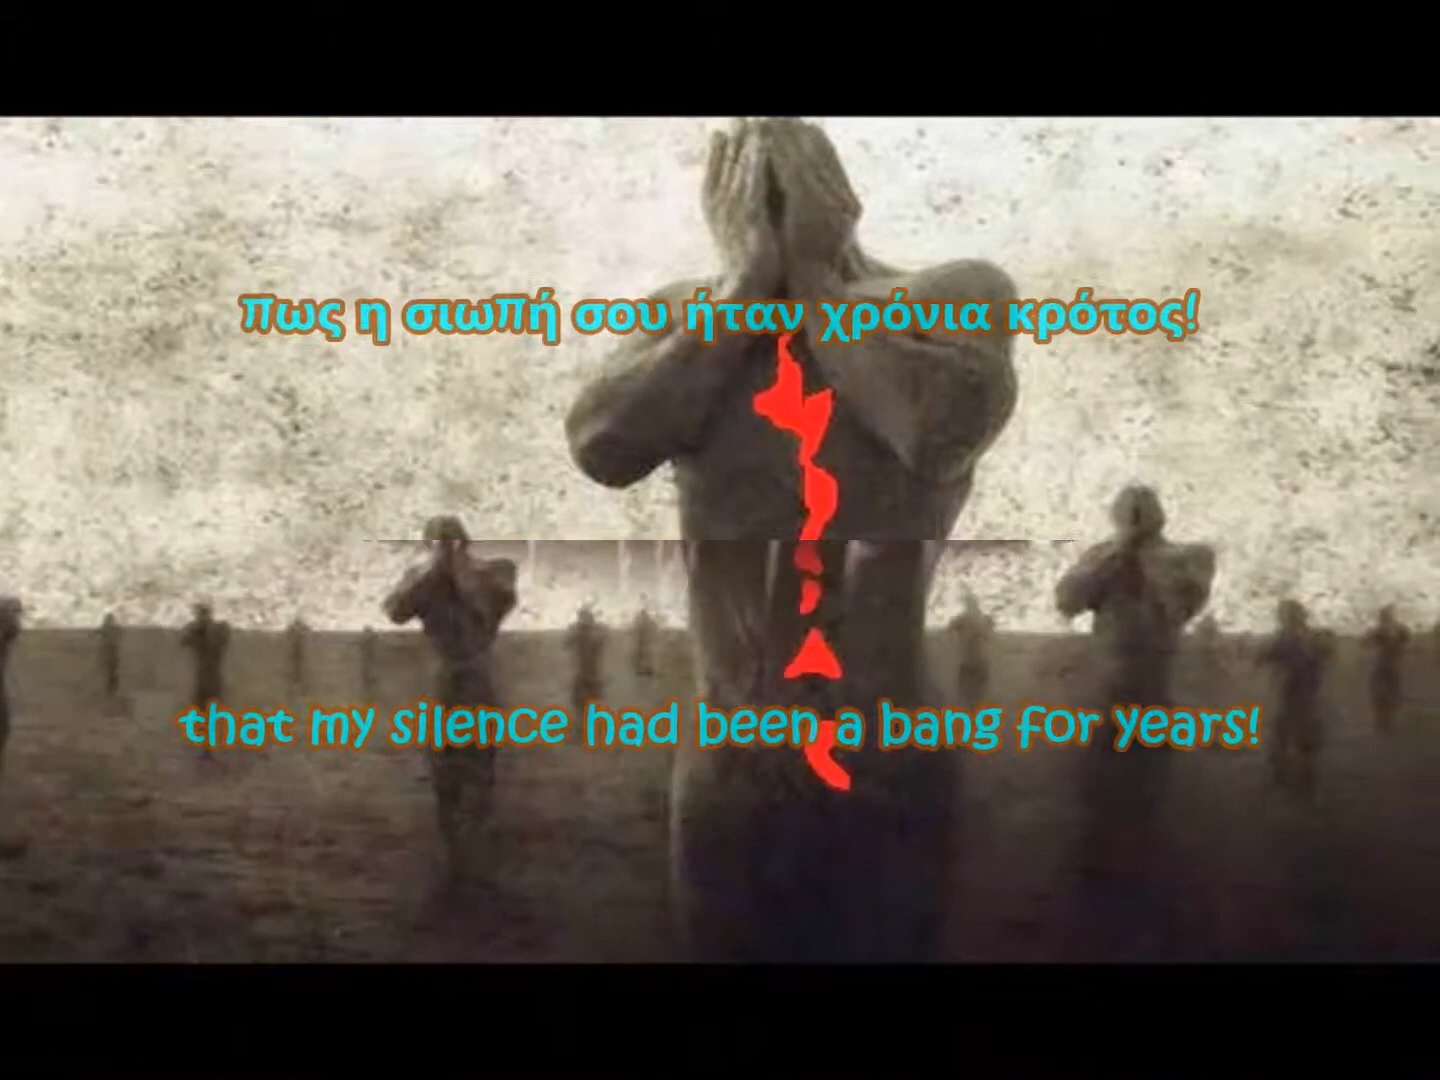 πως η σιωπή σου ήταν χρόνια κρότος!
that my silence had been a bang for years!